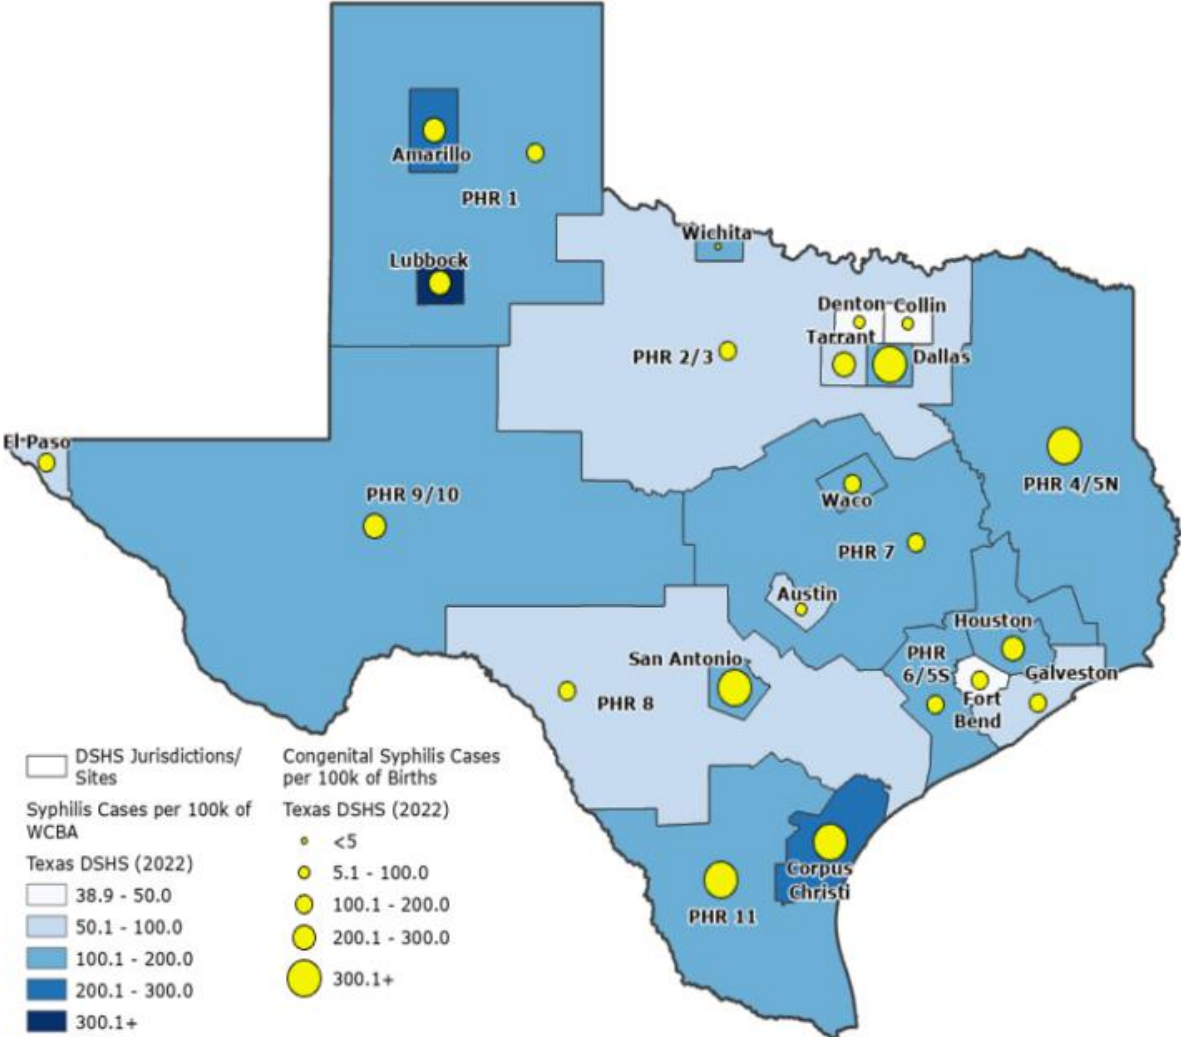 Amarillo
PHR 1
Lubbock
Wichita
Denton Collin
Tarrant
Dallas
PHR 2/3
El Paso
PHR 9/10
PHR 4/5N
Waco
PHR 7
Austin
Houston
San Antonio
PHR
6/5S
Galveston
Fort
Bend
PHR 8
Corpus
Christi
PHR 11
DSHS Jurisdictions/
Sites
Syphilis Cases per 100k of
WCBA
Texas DSHS (2022)
38.9 - 50.0
50.1 - 100.0
100.1 - 200.0
200.1 - 300.0
300.1+
Congenital Syphilis Cases
per 100k of Births
Texas DSHS (2022)
<5
5.1 - 100.0
100.1 - 200.0
200.1 - 300.0
300.1+